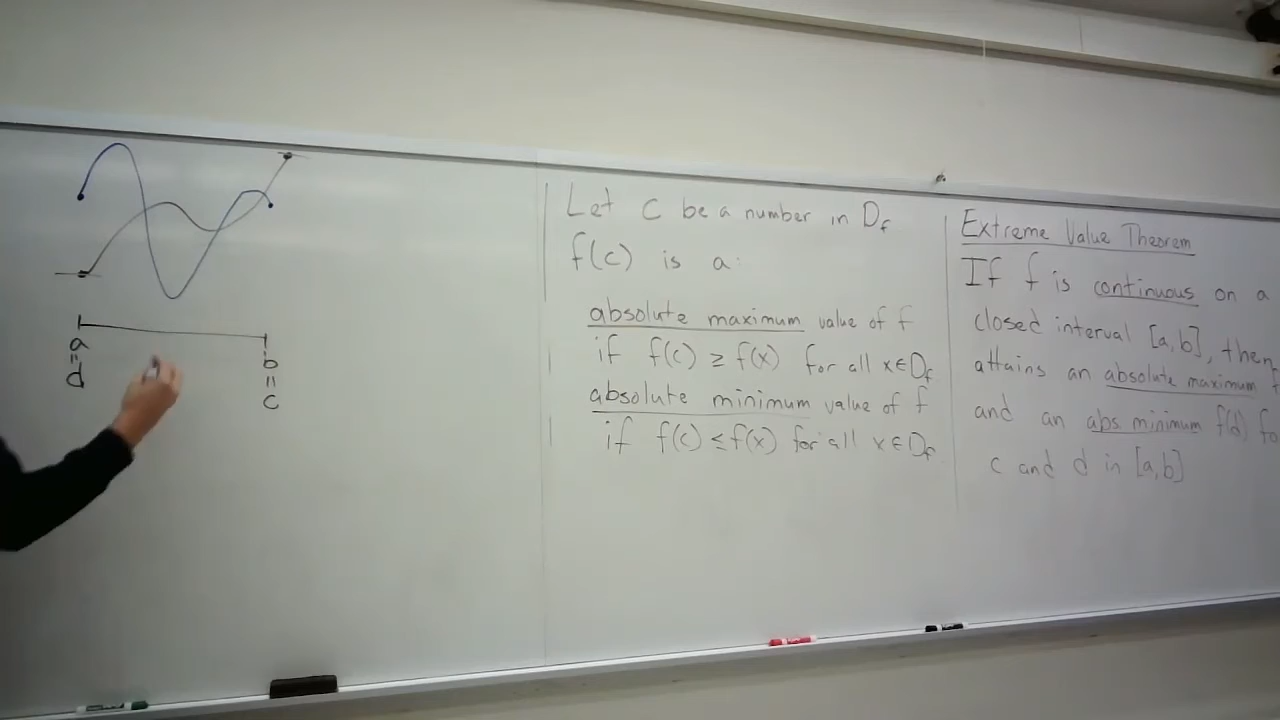 a
=
d
b
=
c
Let c be a number in Df
f(c) is a:
absolute maximum value of f
if f(c) ≥ f(x) for all x∈Df
absolute minimum value of f
if f(c) ≤ f(x) for all x∈Df
Extreme Value Theorem
If f is continuous on a
closed interval [a,b], then
attains an absolute maximum
and an abs minimum f(d)
c and d in [a,b]